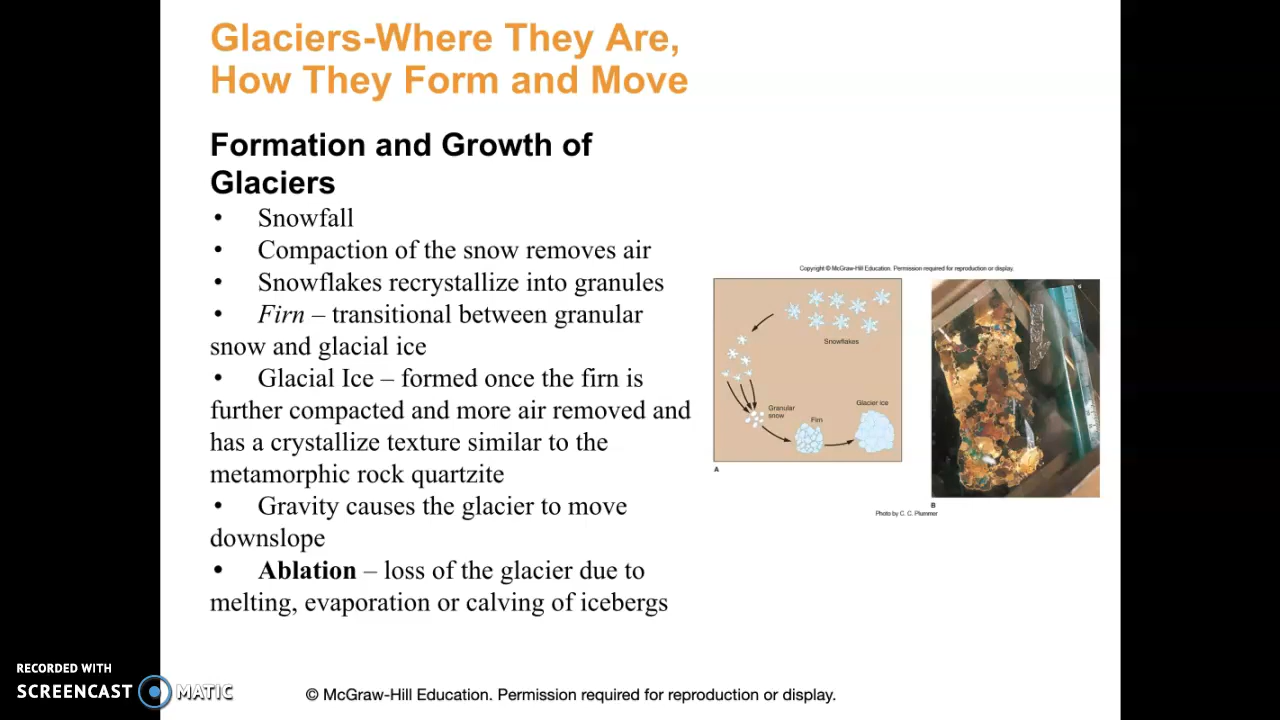 Glaciers-Where They Are,
How They Form and Move
Formation and Growth of
Glaciers
• Snowfall
• Compaction of the snow removes air
• Snowflakes recrystallize into granules
• Firn – transitional between granular
snow and glacial ice
• Glacial Ice – formed once the firn is
further compacted and more air removed and
has a crystallize texture similar to the
metamorphic rock quartzite
• Gravity causes the glacier to move
downslope
• Ablation – loss of the glacier due to
melting, evaporation or calving of icebergs
Copyright © McGraw-Hill Education. Permission required for reproduction or display.
Snowflakes
Granular
snow
Firn
Glacier ice
A
B
Photo by C. C. Plummer
RECORDED WITH
SCREENCAST MATIC
© McGraw-Hill Education. Permission required for reproduction or display.